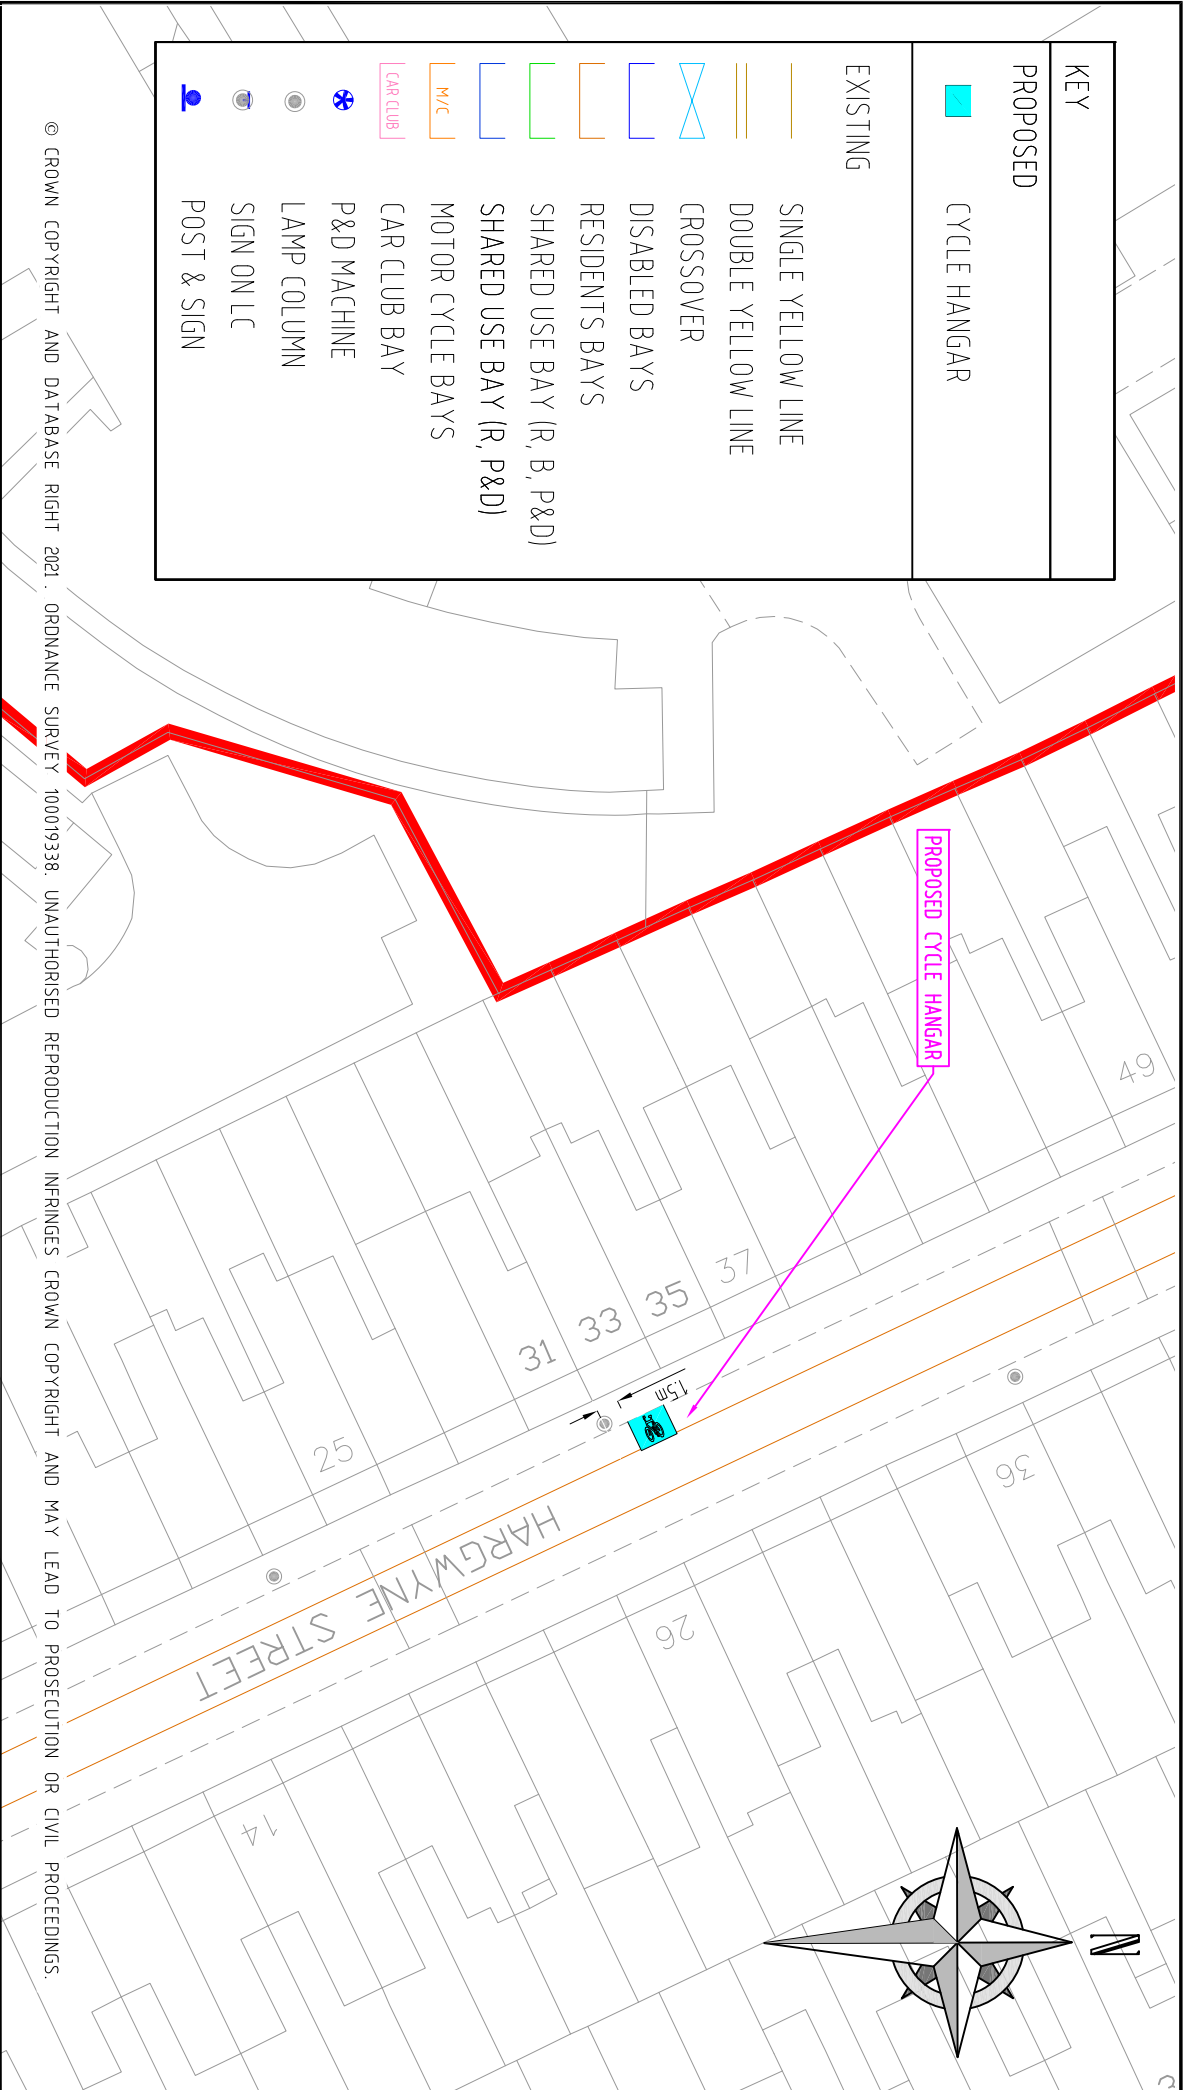 KEY
PROPOSED
CYCLE HANGAR
EXISTING
SINGLE YELLOW LINE
DOUBLE YELLOW LINE
CROSSOVER
DISABLED BAYS
RESIDENTS BAYS
SHARED USE BAY (R, B, P&D)
SHARED USE BAY (R, P&D)
M/C
MOTOR CYCLE BAYS
CAR CLUB
CAR CLUB BAY
P&D MACHINE
LAMP COLUMN
SIGN ON LC
POST & SIGN
N
PROPOSED CYCLE HANGAR
49
37
35
33
31
25
1.5m
HARGWYNE STREET
36
26
14
3
© CROWN COPYRIGHT AND DATABASE RIGHT 2021. ORDNANCE SURVEY 100019338. UNAUTHORISED REPRODUCTION INFRINGES CROWN COPYRIGHT AND MAY LEAD TO PROSECUTION OR CIVIL PROCEEDINGS.